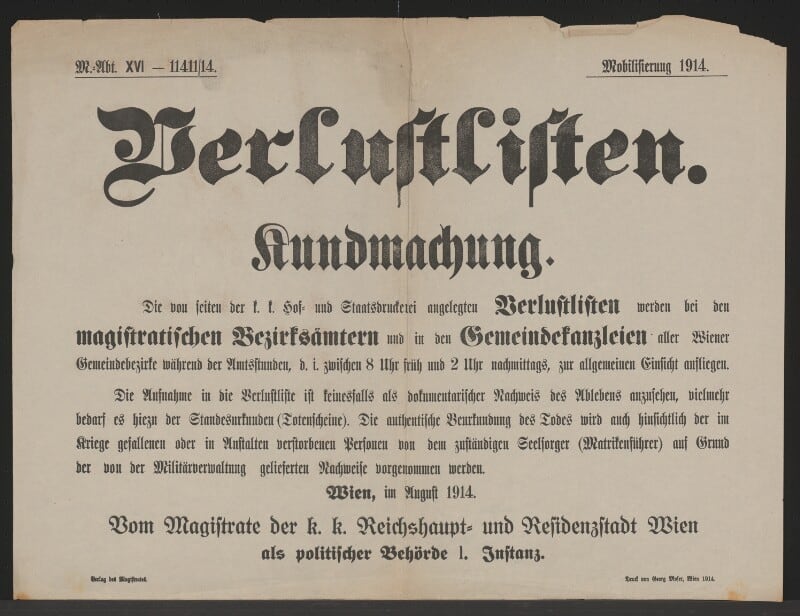 M.-Abt. XVI — 11411/14.
Mobilisierung 1914.
Verlustlisten.
Kundmachung.
Die von seiten der k. k. Hof- und Staatsdruckerei angelegten Verlustlisten werden bei den
magistratischen Bezirksämtern und in den Gemeindekanzleien aller Wiener
Gemeindebezirke während der Amtsstunden, d. i. zwischen 8 Uhr früh und 2 Uhr nachmittags, zur allgemeinen Einsicht aufliegen.
Die Aufnahme in die Verlustliste ist keinesfalls als dokumentarischer Nachweis des Ablebens anzusehen, vielmehr
bedarf es hiezu der Standesurkunden (Totenscheine). Die authentische Beurkundung des Todes wird auch hinsichtlich der im
Kriege gefallenen oder in Anstalten verstorbenen Personen von dem zuständigen Seelsorger (Matrikenführer) auf Grund
der von der Militärverwaltung gelieferten Nachweise vorgenommen werden.
Wien, im August 1914.
Vom Magistrate der k. k. Reichshaupt- und Residenzstadt Wien
als politischer Behörde I. Instanz.
Verlag des Magistrates.
Druck von Georg Moser, Wien 1914.